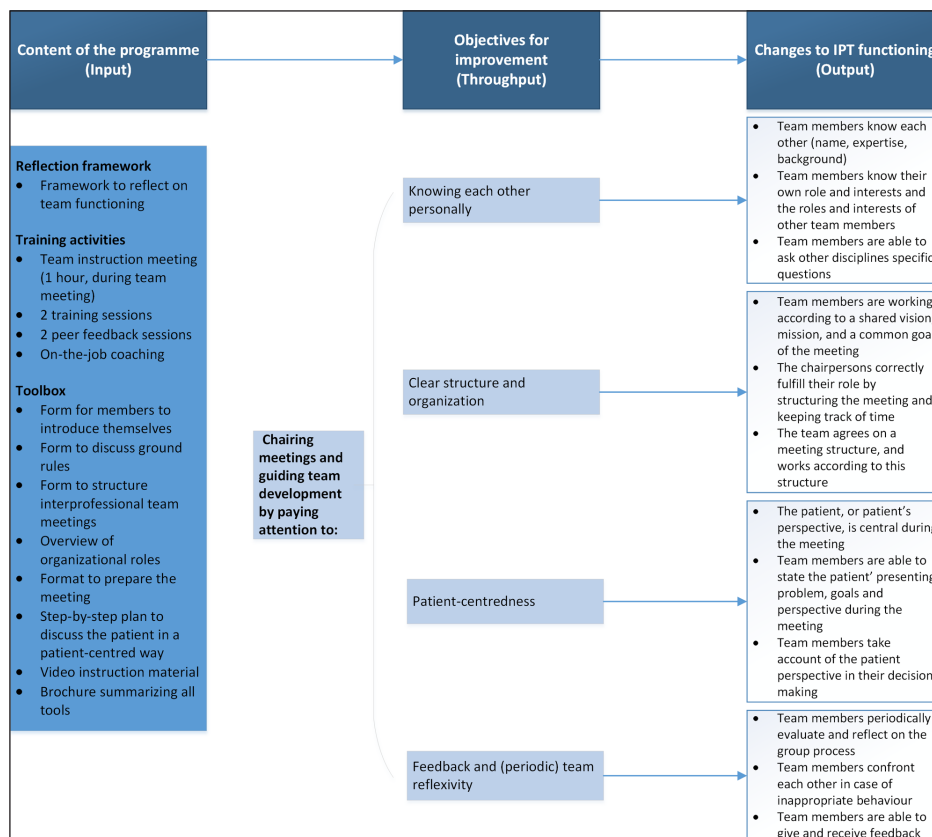 Content of the programme
(Input)
Objectives for
improvement
(Throughput)
Changes to IPT functioning
(Output)
Reflection framework
• Framework to reflect on
team functioning
Training activities
• Team instruction meeting
(1 hour, during team
meeting)
• 2 training sessions
• 2 peer feedback sessions
• On-the-job coaching
Toolbox
• Form for members to
introduce themselves
• Form to discuss ground
rules
• Form to structure
interprofessional team
meetings
• Overview of
organizational roles
• Format to prepare the
meeting
• Step-by-step plan to
discuss the patient in a
patient-centred way
• Video instruction material
• Brochure summarizing all
tools
Chairing
meetings and
guiding team
development
by paying
attention to:
Knowing each other
personally
Clear structure and
organization
Patient-centredness
Feedback and (periodic) team
reflexivity
• Team members know each
other (name, expertise,
background)
• Team members know their
own role and interests and
the roles and interests of
other team members
• Team members are able to
ask other disciplines specific
questions
• Team members are working
according to a shared vision
mission, and a common goa
of the meeting
• The chairpersons correctly
fulfill their role by
structuring the meeting and
keeping track of time
• The team agrees on a
meeting structure, and
works according to this
structure
• The patient, or patient's
perspective, is central during
the meeting
• Team members are able to
state the patient' presenting
problem, goals and
perspective during the
meeting
• Team members take
account of the patient
perspective in their decision
making
• Team members periodically
evaluate and reflect on the
group process
• Team members confront
each other in case of
inappropriate behaviour
• Team members are able to
give and receive feedback